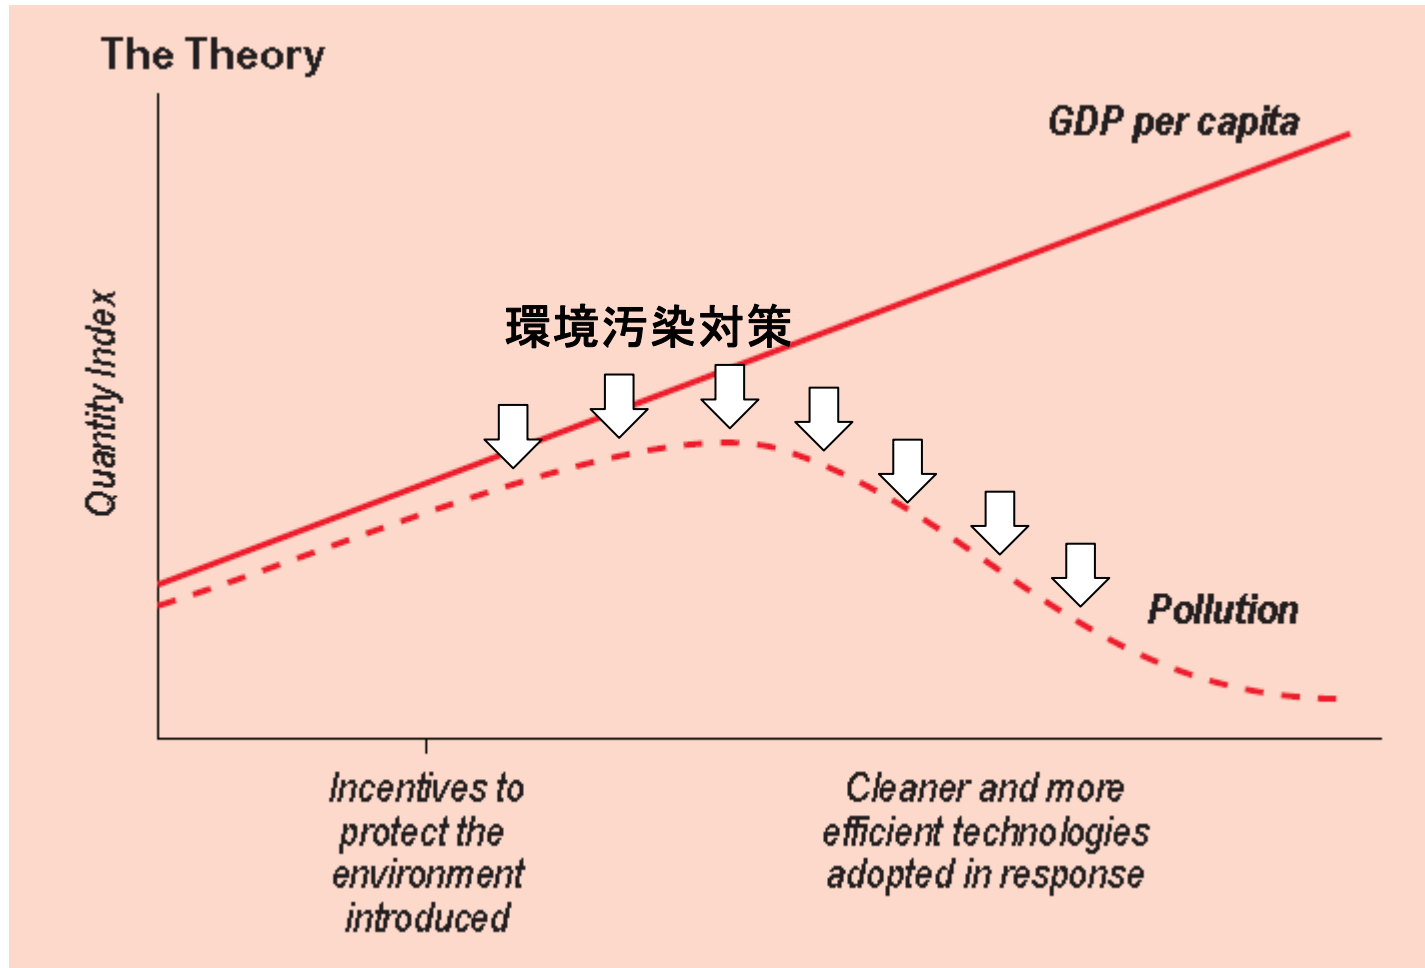 The Theory
GDP per capita
環境汚染対策
Quantity Index
Pollution
Incentives to
protect the
environment
introduced
Cleaner and more
efficient technologies
adopted in response